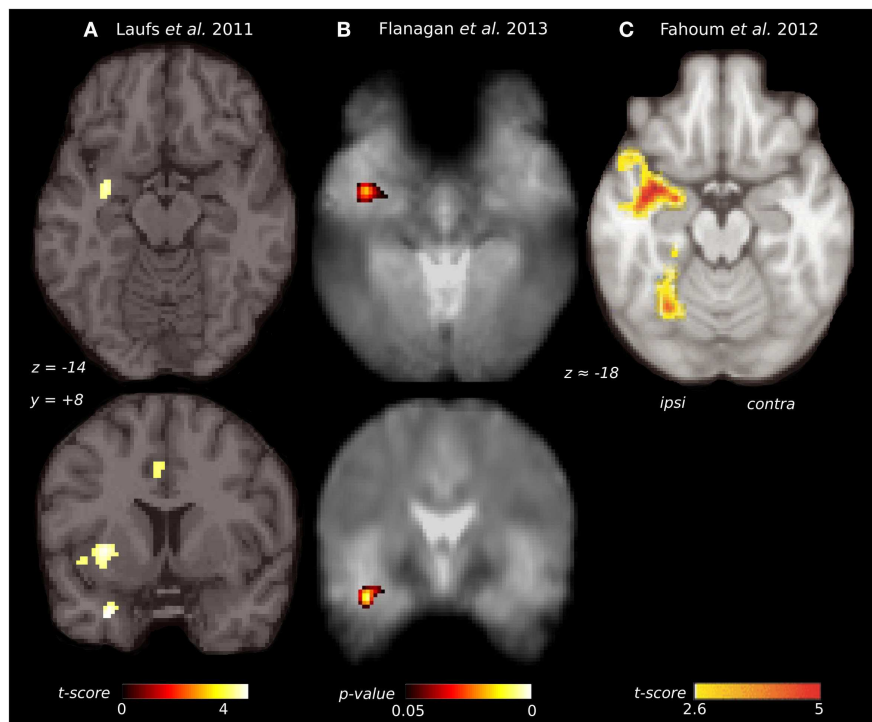 A Laufs et al. 2011
B Flanagan et al. 2013
C Fahoum et al. 2012
z = -14
z ≈ -18
y = +8
ipsi contra
t-score
0 4
p-value
0.05 0
t-score
2.6 5